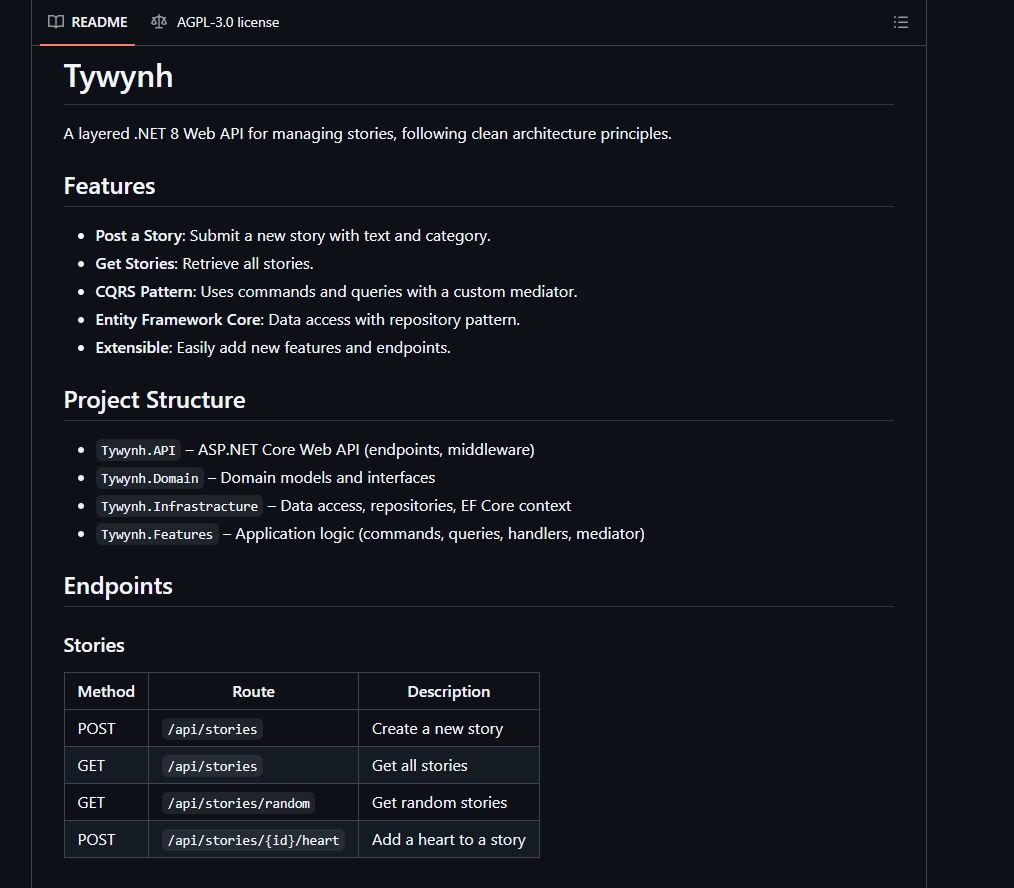 README
AGPL-3.0 license
Tywynh
A layered .NET 8 Web API for managing stories, following clean architecture principles.
Features
Post a Story: Submit a new story with text and category.
Get Stories: Retrieve all stories.
CQRS Pattern: Uses commands and queries with a custom mediator.
Entity Framework Core: Data access with repository pattern.
Extensible: Easily add new features and endpoints.
Project Structure
Tywynh.API – ASP.NET Core Web API (endpoints, middleware)
Tywynh.Domain – Domain models and interfaces
Tywynh.Infrastracture – Data access, repositories, EF Core context
Tywynh.Features – Application logic (commands, queries, handlers, mediator)
Endpoints
Stories
Method Route Description
POST /api/stories Create a new story
GET /api/stories Get all stories
GET /api/stories/random Get random stories
POST /api/stories/{id}/heart Add a heart to a story